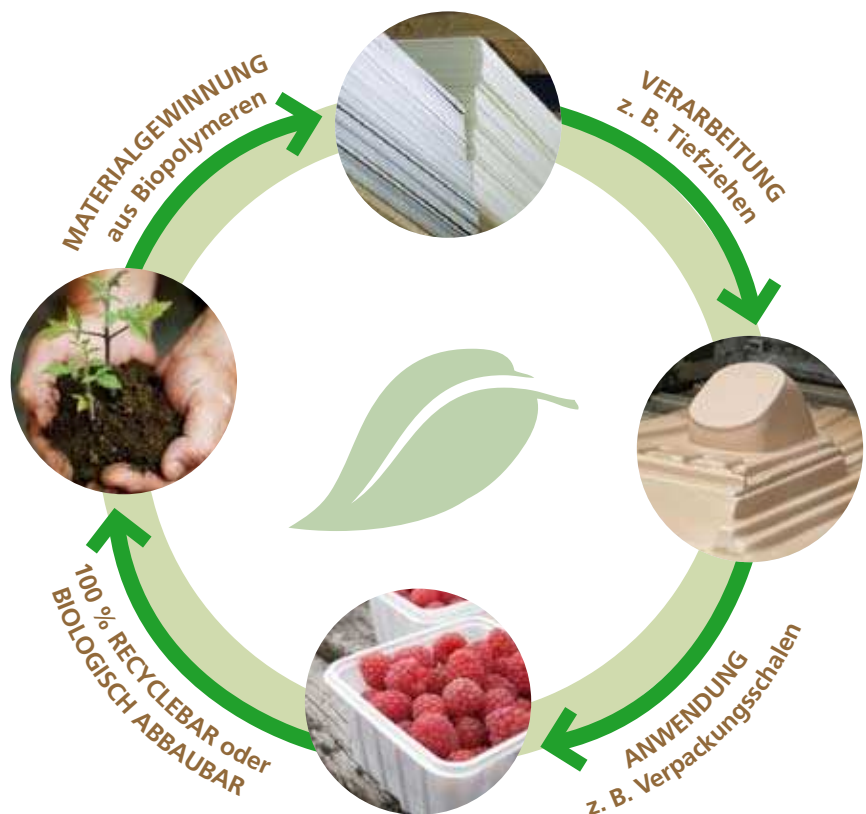 MATERIALGEWINNUNG
aus Biopolymeren
VERARBEITUNG
z. B. Tiefziehen
ANWENDUNG
z. B. Verpackungsschalen
100 % RECYCLEBAR oder
BIOLOGISCH ABBAUBAR